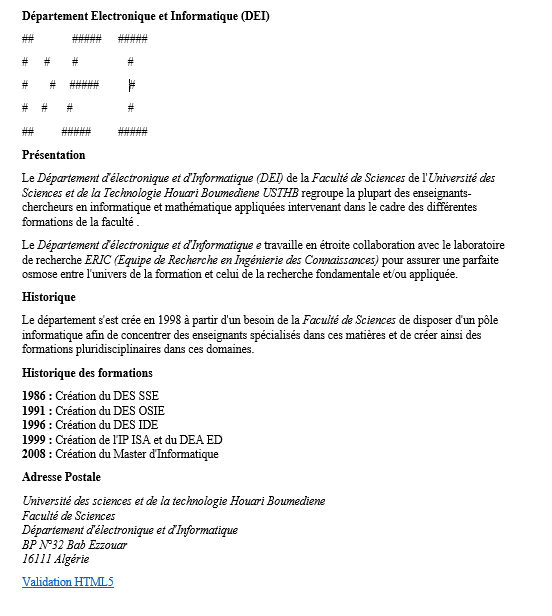 Département Electronique et Informatique (DEI)
## ##### #####
# # # #
# # ##### #
# # # #
## ##### #####
Présentation
Le Département d'électronique et d'Informatique (DEI) de la Faculté de Sciences de l'Université des
Sciences et de la Technologie Houari Boumediene USTHB regroupe la plupart des enseignants-
chercheurs en informatique et mathématique appliquées intervenant dans le cadre des différentes
formations de la faculté .
Le Département d'électronique et d'Informatique e travaille en étroite collaboration avec le laboratoire
de recherche ERIC (Equipe de Recherche en Ingénierie des Connaissances) pour assurer une parfaite
osmose entre l'univers de la formation et celui de la recherche fondamentale et/ou appliquée.
Historique
Le département s'est crée en 1998 à partir d'un besoin de la Faculté de Sciences de disposer d'un pôle
informatique afin de concentrer des enseignants spécialisés dans ces matières et de créer ainsi des
formations pluridisciplinaires dans ces domaines.
Historique des formations
1986 : Création du DES SSE
1991 : Création du DES OSIE
1996 : Création du DES IDE
1999 : Création de l'IP ISA et du DEA ED
2008 : Création du Master d'Informatique
Adresse Postale
Université des sciences et de la technologie Houari Boumediene
Faculté de Sciences
Département d'électronique et d'Informatique
BP N°32 Bab Ezzouar
16111 Algérie
Validation HTML5